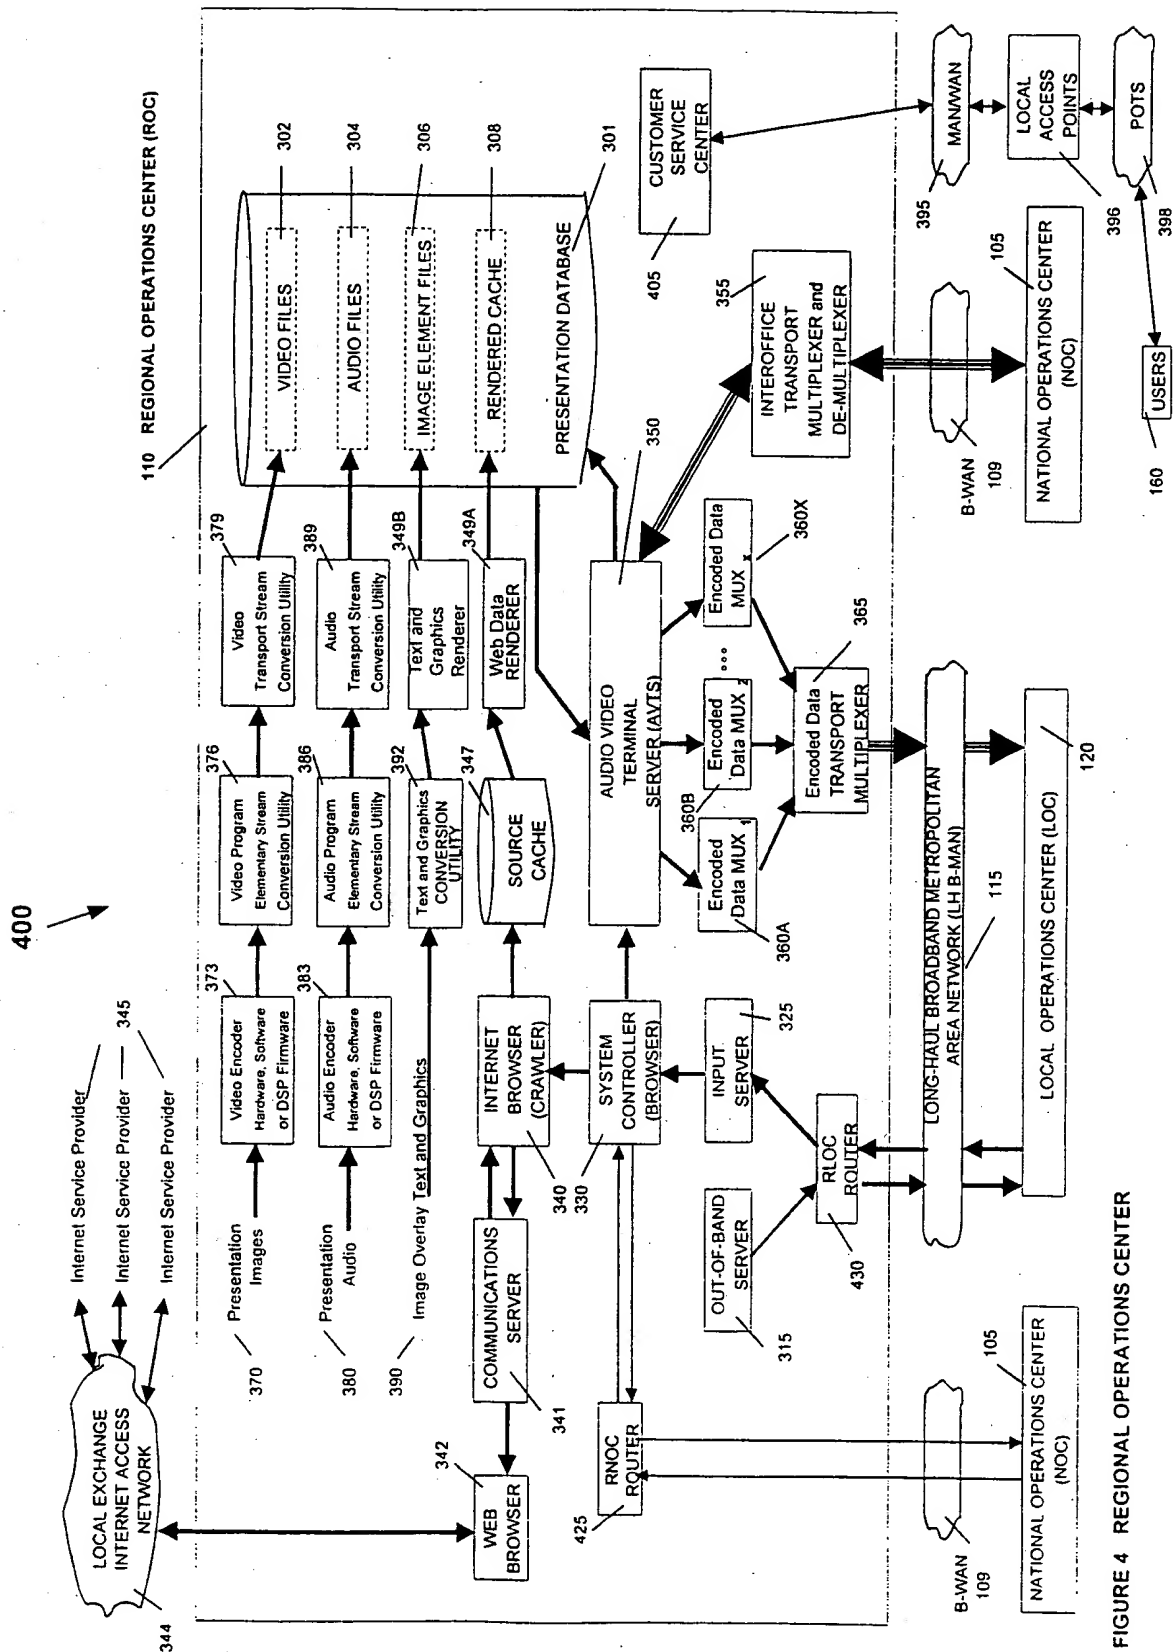 400
LOCAL EXCHANGE
INTERNET ACCESS
NETWORK
344
Internet Service Provider
Internet Service Provider
Internet Service Provider
345
110
REGIONAL OPERATIONS CENTER (ROC)
370
Presentation
Images
373
Video Encoder
Hardware, Software
or DSP Firmware
376
Video Program
Elementary Stream
Conversion Utility
379
Video
Transport Stream
Conversion Utility
VIDEO FILES
302
380
Presentation
Audio
383
Audio Encoder
Hardware, Software
or DSP Firmware
386
Audio Program
Elementary Stream
Conversion Utility
389
Audio
Transport Stream
Conversion Utility
AUDIO FILES
304
390
Image Overlay Text and Graphics
392
Text and Graphics
CONVERSION
UTILITY
349B
Text and
Graphics
Renderer
IMAGE ELEMENT FILES
306
342
WEB
BROWSER
COMMUNICATIONS
SERVER
341
INTERNET
BROWSER
(CRAWLER)
340
347
SOURCE
CACHE
349A
Web Data
RENDERER
RENDERED CACHE
308
PRESENTATION DATABASE
301
RNOC
ROUTER
425
330
SYSTEM
CONTROLLER
(BROWSER)
AUDIO VIDEO
TERMINAL
SERVER (AVTS)
350
CUSTOMER
SERVICE
CENTER
405
OUT-OF-BAND
SERVER
315
INPUT
SERVER
325
Encoded
Data MUX 1
360A
Encoded
Data MUX 2
360B
...
Encoded Data
MUX x
360X
INTEROFFICE
TRANSPORT
MULTIPLEXER and
DE-MULTIPLEXER
355
RLOC
ROUTER
430
Encoded Data
TRANSPORT
MULTIPLEXER
365
B-WAN
109
LONG-HAUL BROADBAND METROPOLITAN
AREA NETWORK (LH B-MAN)
115
B-WAN
109
395
MAN/WAN
105
NATIONAL OPERATIONS CENTER
(NOC)
LOCAL OPERATIONS CENTER (LOC)
120
105
NATIONAL OPERATIONS CENTER
(NOC)
396
LOCAL
ACCESS
POINTS
398
POTS
160
USERS
FIGURE 4 REGIONAL OPERATIONS CENTER